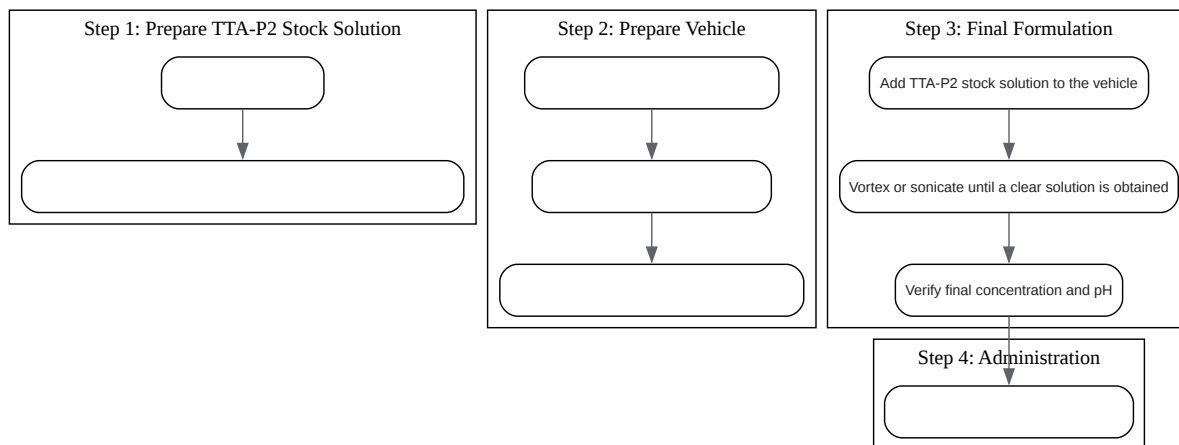 Step 1: Prepare TTA-P2 Stock Solution
Step 2: Prepare Vehicle
Step 3: Final Formulation
Add TTA-P2 stock solution to the vehicle
Vortex or sonicate until a clear solution is obtained
Verify final concentration and pH
Step 4: Administration